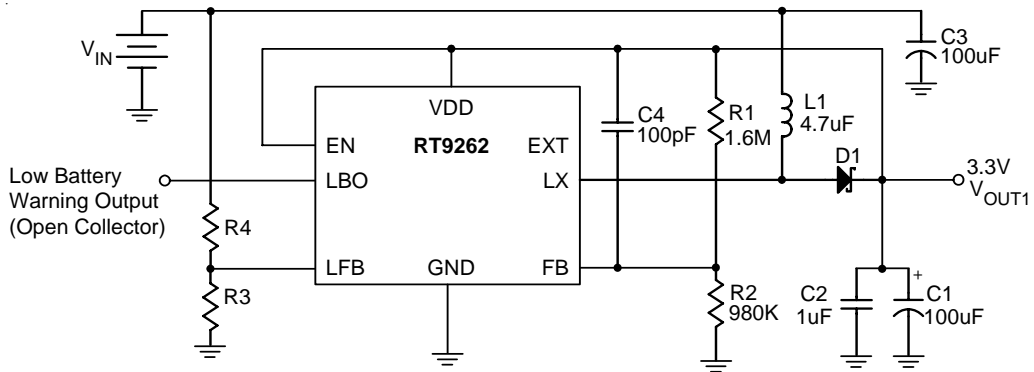 V_IN
C3
100uF
VDD
EN
RT9262
EXT
LBO
LX
LFB
GND
FB
C4
100pF
R1
1.6M
L1
4.7uF
D1
3.3V
V_OUT1
Low Battery
Warning Output
(Open Collector)
R4
R3
R2
980K
C2
1uF
+
C1
100uF